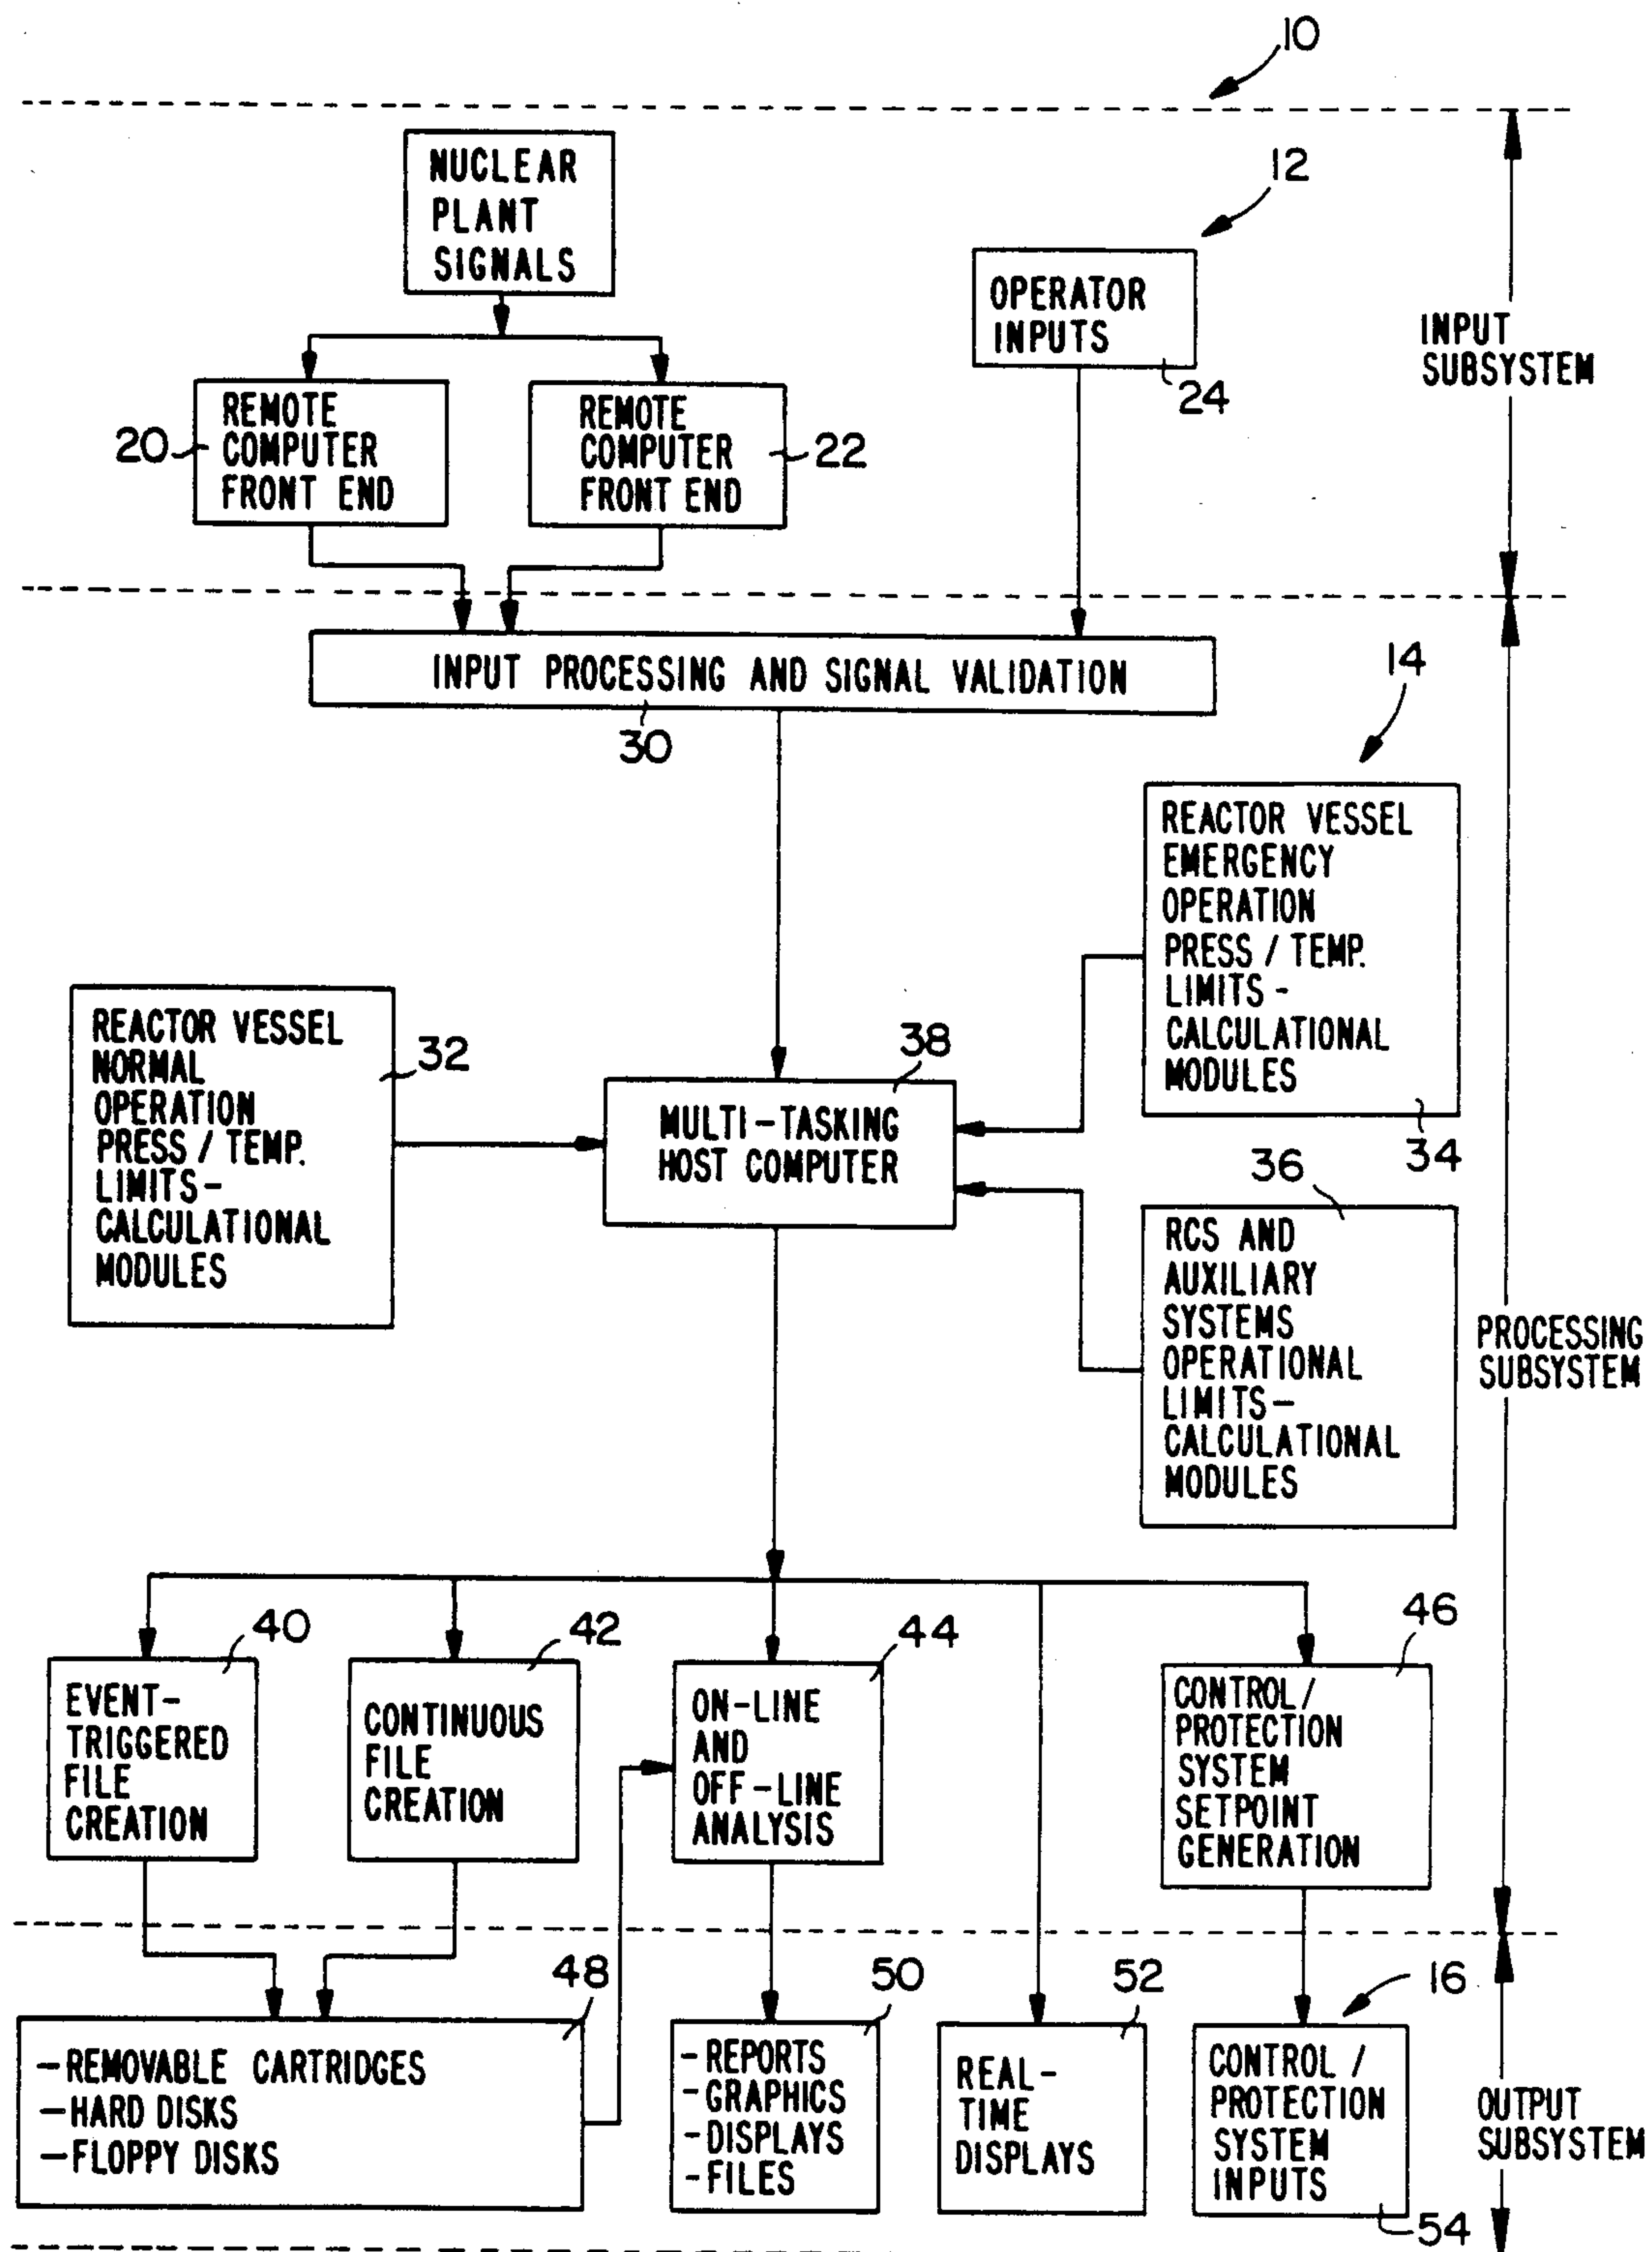 10
NUCLEAR
PLANT
SIGNALS
12
OPERATOR
INPUTS
24
INPUT
SUBSYSTEM
REMOTE
COMPUTER
FRONT END
20
REMOTE
COMPUTER
FRONT END
22
INPUT PROCESSING AND SIGNAL VALIDATION
30
14
REACTOR VESSEL
EMERGENCY
OPERATION
PRESS / TEMP.
LIMITS -
CALCULATIONAL
MODULES
34
REACTOR VESSEL
NORMAL
OPERATION
PRESS / TEMP.
LIMITS -
CALCULATIONAL
MODULES
32
38
MULTI-TASKING
HOST COMPUTER
36
RCS AND
AUXILIARY
SYSTEMS
OPERATIONAL
LIMITS -
CALCULATIONAL
MODULES
PROCESSING
SUBSYSTEM
40
EVENT-
TRIGGERED
FILE
CREATION
42
CONTINUOUS
FILE
CREATION
44
ON-LINE
AND
OFF-LINE
ANALYSIS
46
CONTROL /
PROTECTION
SYSTEM
SETPOINT
GENERATION
48
-REMOVABLE CARTRIDGES
-HARD DISKS
-FLOPPY DISKS
50
-REPORTS
-GRAPHICS
-DISPLAYS
-FILES
52
REAL-
TIME
DISPLAYS
16
CONTROL /
PROTECTION
SYSTEM
INPUTS
54
OUTPUT
SUBSYSTEM